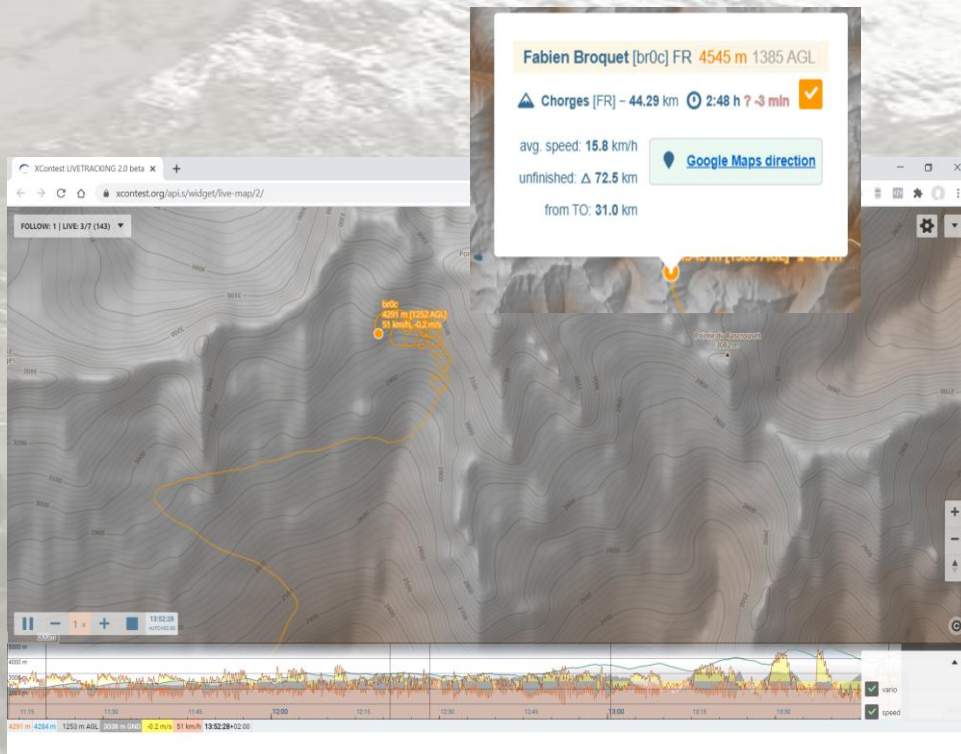 Fabien Broquet [br0c] FR 4545 m 1385 AGL
Chorges [FR] – 44.29 km 2:48 h ? -3 min
avg. speed: 15.8 km/h
unfinished: △ 72.5 km
from TO: 31.0 km
Google Maps direction
XContest LIVETRACKING 2.0 beta × +
xcontest.org/api.s/widget/live-map/2/
FOLLOW: 1 | LIVE: 3/7 (143) ▼
br0c
4291 m [1252 AGL]
51 km/h, -0.2 m/s
1 ×
13:52:28
5000 m
4000 m
11:15 11:30 11:45 12:00 12:15 12:30 12:45 13:00 13:15 13:30
vario
speed
4291 m 4284 m 1253 m AGL 3038 m GND -0.2 m/s 51 km/h 13:52:28+02:00